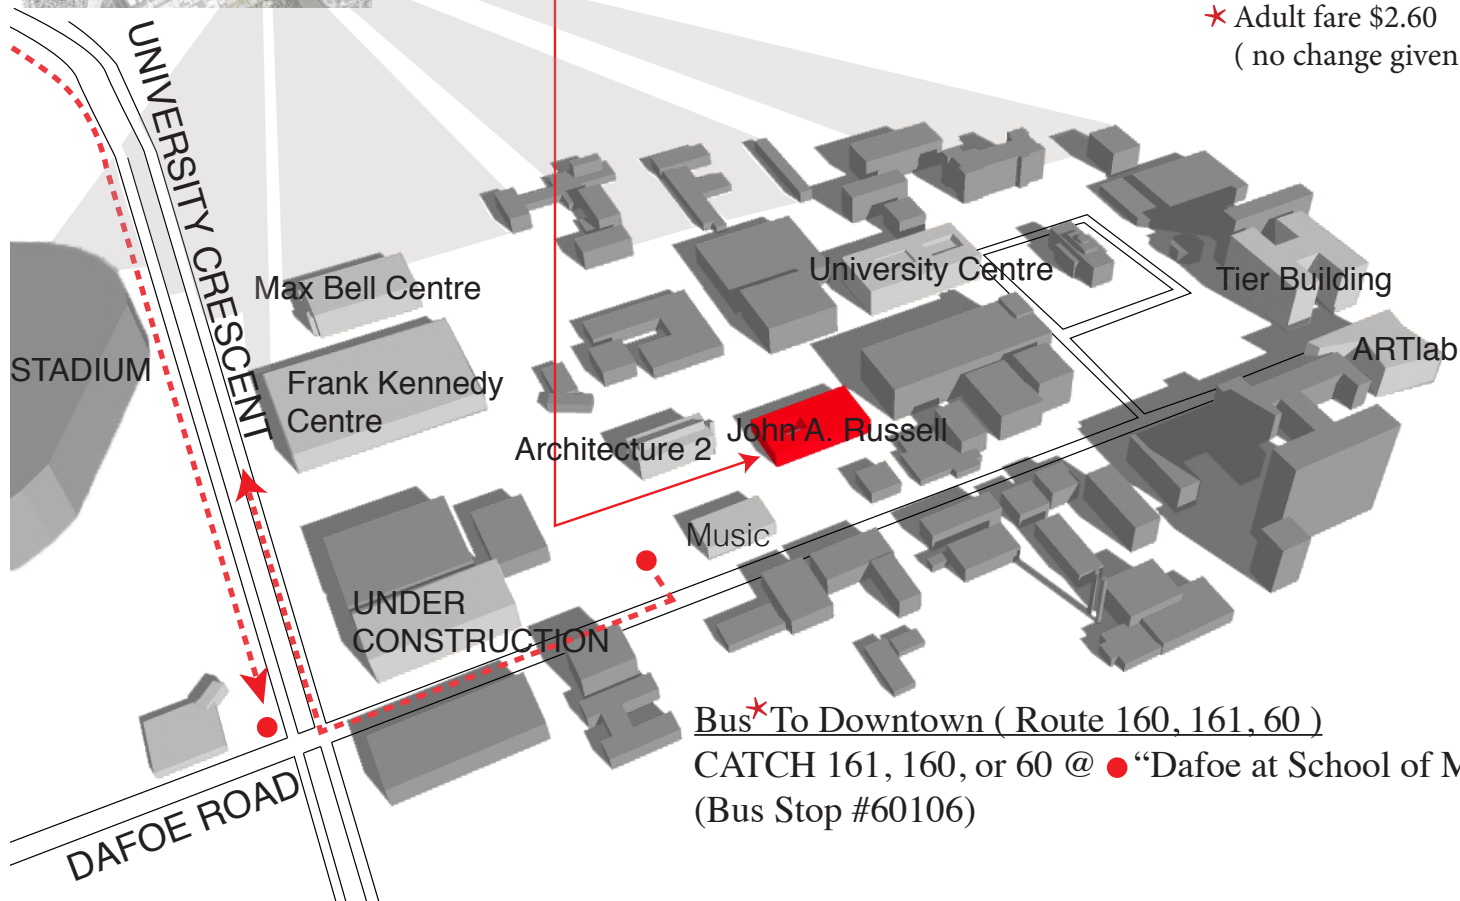 * Adult fare $2.60
( no change given
UNIVERSITY CRESCENT
Max Bell Centre
University Centre
Tier Building
STADIUM
ARTlab
Frank Kennedy
Centre
Architecture 2
John A. Russell
Music
UNDER
CONSTRUCTION
Bus* To Downtown ( Route 160, 161, 60 )
CATCH 161, 160, or 60 @ ● “Dafoe at School of M
(Bus Stop #60106)
DAFOE ROAD